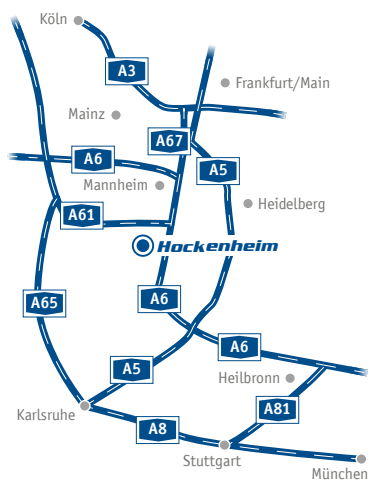 Köln
A3
Frankfurt/Main
Mainz
A67
A6
A5
Mannheim
Heidelberg
A61
Hockenheim
A65
A6
A6
A5
Heilbronn
A81
Karlsruhe
A8
Stuttgart
München